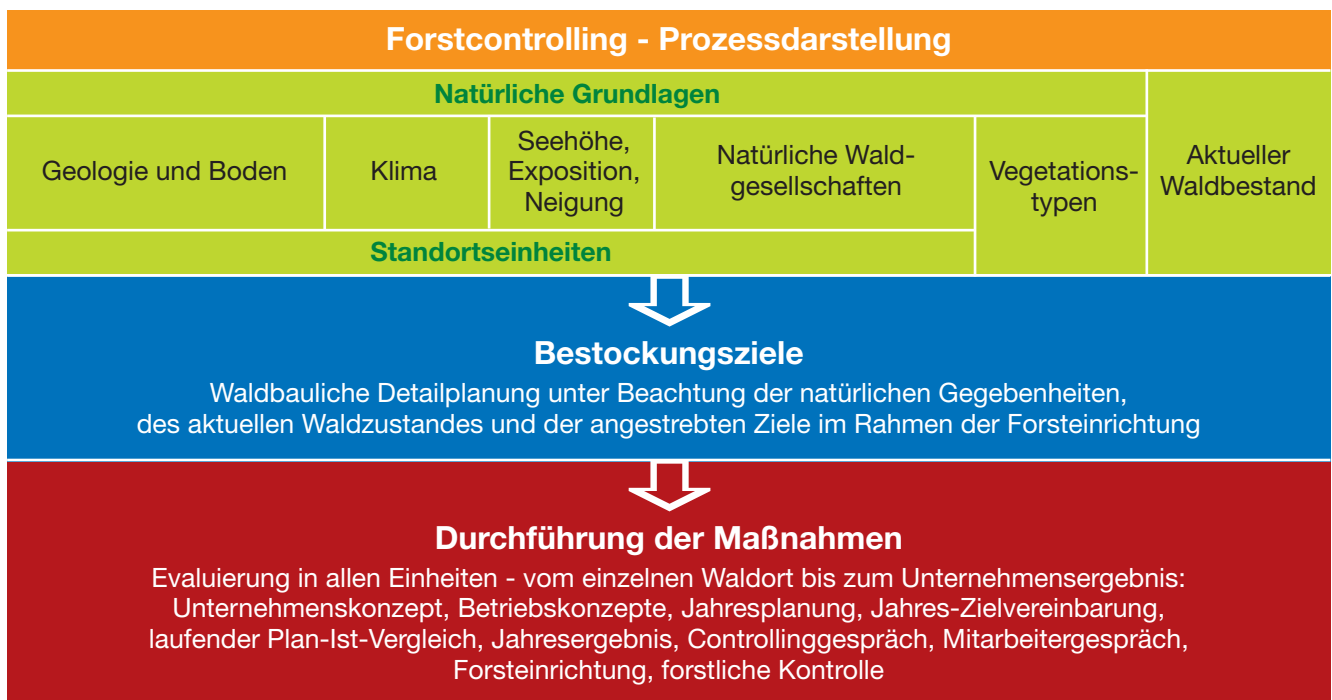 Forstcontrolling - Prozessdarstellung
Natürliche Grundlagen
Geologie und Boden
Klima
Seehöhe,
Exposition,
Neigung
Natürliche Wald-
gesellschaften
Vegetations-
typen
Aktueller
Waldbestand
Standortseinheiten
Bestockungsziele
Waldbauliche Detailplanung unter Beachtung der natürlichen Gegebenheiten,
des aktuellen Waldzustandes und der angestrebten Ziele im Rahmen der Forsteinrichtung
Durchführung der Maßnahmen
Evaluierung in allen Einheiten - vom einzelnen Waldort bis zum Unternehmensergebnis:
Unternehmenskonzept, Betriebskonzepte, Jahresplanung, Jahres-Zielvereinbarung,
laufender Plan-Ist-Vergleich, Jahresergebnis, Controllinggespräch, Mitarbeitergespräch,
Forsteinrichtung, forstliche Kontrolle